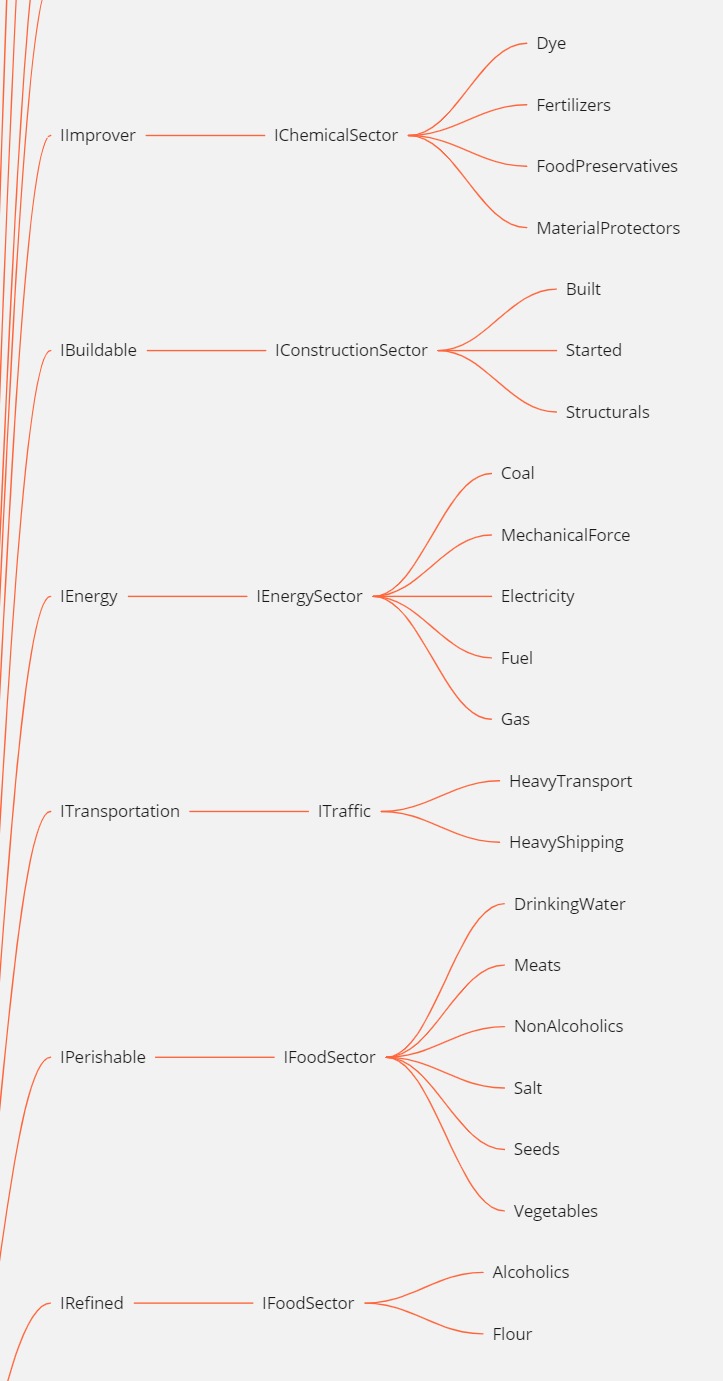 Dye
Fertilizers
IImprover IChemicalSector
FoodPreservatives
MaterialProtectors
Built
IBuildable IConstructionSector Started
Structurals
Coal
MechanicalForce
IEnergy IEnergySector Electricity
Fuel
Gas
HeavyTransport
ITransportation ITraffic
HeavyShipping
DrinkingWater
Meats
NonAlcoholics
IPerishable IFoodSector
Salt
Seeds
Vegetables
Alcoholics
IRefined IFoodSector
Flour